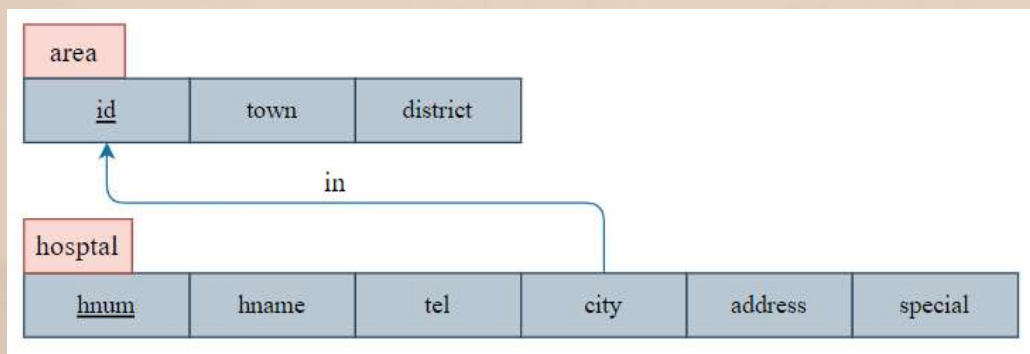 area
id town district
in
hosptal
hnum hname tel city address special